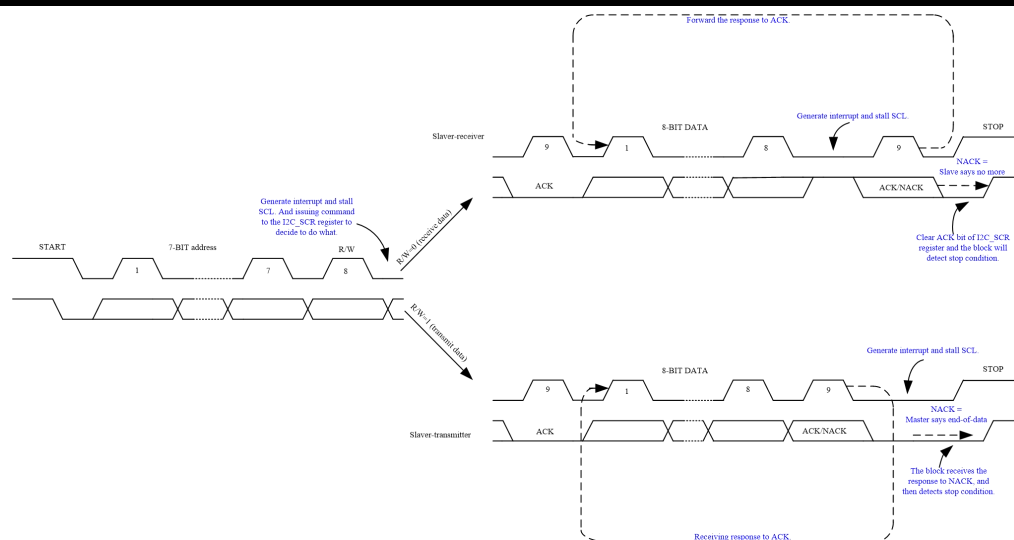 Forward the response to ACK.
Generate interrupt and stall SCL.
8-BIT DATA
STOP
Slaver-receiver
9
1
8
9
NACK =
Slave says no more
ACK
ACK/NACK
Clear ACK bit of I2C_SCR
register and the block will
detect stop condition.
Generate interrupt and stall
SCL. And issuing command
to the I2C_SCR register to
decide to do what.
R/W=0 (receive data)
START
7-BIT address
R/W
1
7
8
R/W=1 (transmit data)
Generate interrupt and stall SCL.
8-BIT DATA
STOP
9
1
8
9
NACK =
Master says end-of-data
Slaver-transmitter
ACK
ACK/NACK
The block receives the
response to NACK, and
then detects stop condition.
Receiving response to ACK.